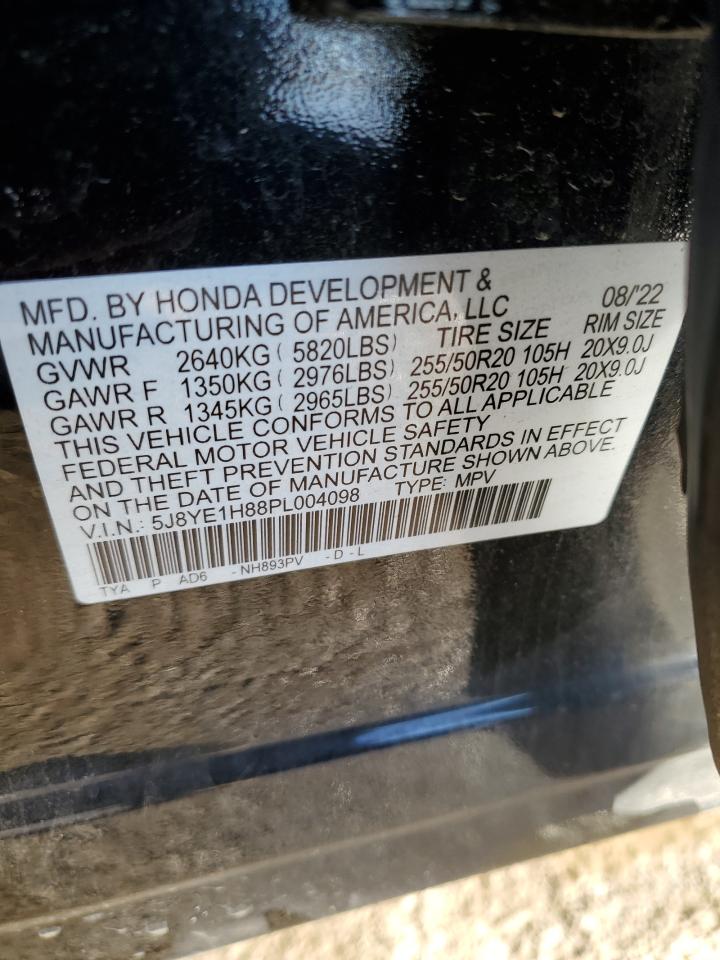 MFD. BY HONDA DEVELOPMENT &
MANUFACTURING OF AMERICA, LLC 08/'22
TIRE SIZE RIM SIZE
GVWR 2640KG ( 5820LBS)
GAWR F 1350KG ( 2976LBS) 255/50R20 105H 20X9.0J
GAWR R 1345KG ( 2965LBS) 255/50R20 105H 20X9.0J
THIS VEHICLE CONFORMS TO ALL APPLICABLE
FEDERAL MOTOR VEHICLE SAFETY
AND THEFT PREVENTION STANDARDS IN EFFECT
ON THE DATE OF MANUFACTURE SHOWN ABOVE.
V.I.N.: 5J8YE1H88PL004098 TYPE: MPV
TYA P AD6 -NH893PV -D-L